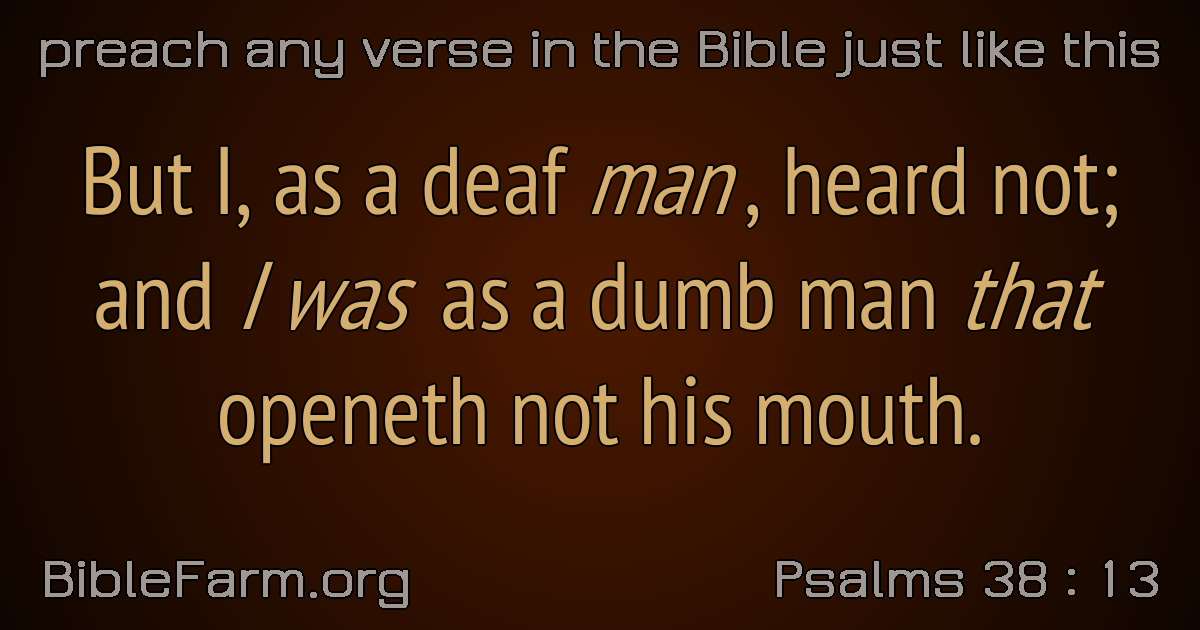 preach any verse in the Bible just like this
But I, as a deaf man, heard not;
and I was as a dumb man that
openeth not his mouth.
BibleFarm.org
Psalms 38 : 13